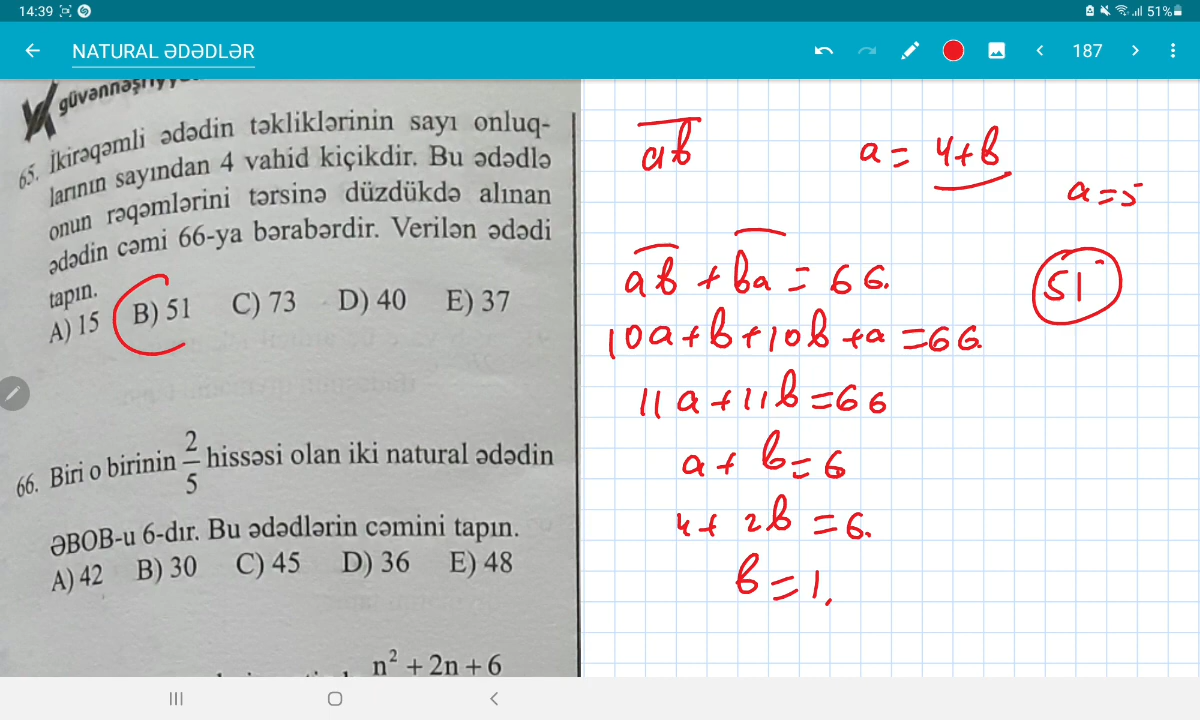 14:39
51%
NATURAL ƏDƏDLƏR
187
güvənnəşriyy
65. İkirəqəmli ədədin təkliklərinin sayı onluq-
larının sayından 4 vahid kiçikdir. Bu ədədlə
onun rəqəmlərini tərsinə düzdükdə alınan
ədədin cəmi 66-ya bərabərdir. Verilən ədədi
tapın.
A) 15 B) 51 C) 73 D) 40 E) 37
66. Biri o birinin 2/5 hissəsi olan iki natural ədədin
ƏBOB-u 6-dır. Bu ədədlərin cəmini tapın.
A) 42 B) 30 C) 45 D) 36 E) 48
n² + 2n + 6
ab a = 4+b
a=5
ab + ba = 66.
51
10a+b+10b+a=66.
11a+11b=66
a+b=6
4+2b=6.
b=1.